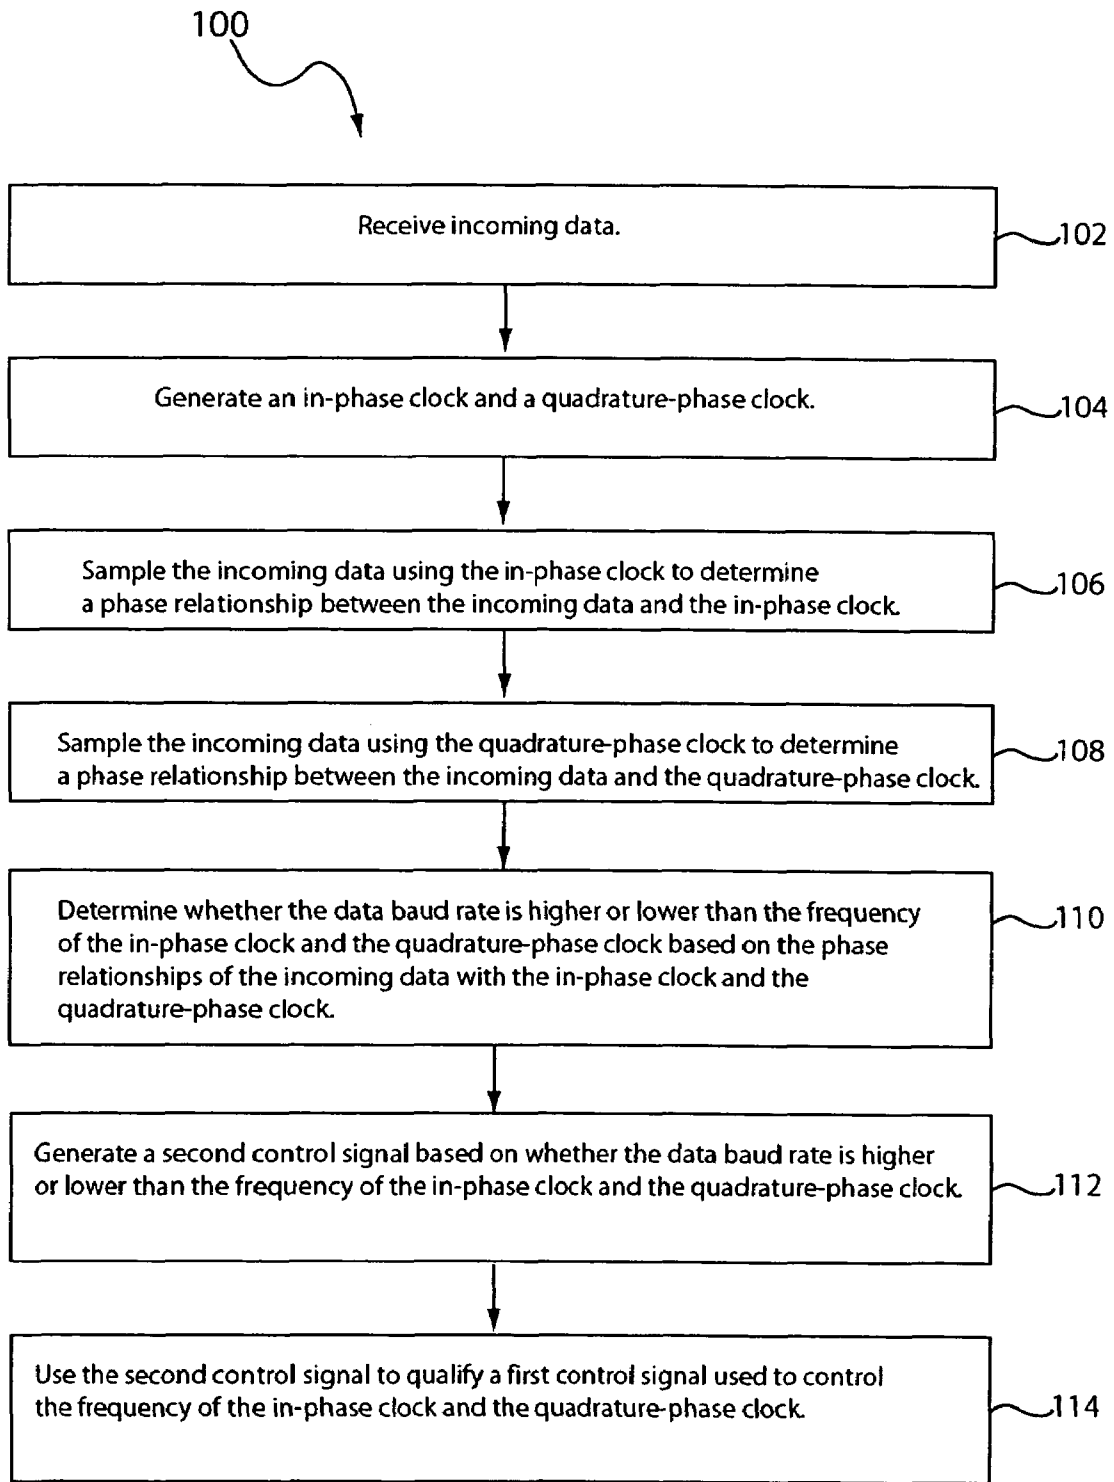 100
Receive incoming data.
102
Generate an in-phase clock and a quadrature-phase clock.
104
Sample the incoming data using the in-phase clock to determine
a phase relationship between the incoming data and the in-phase clock.
106
Sample the incoming data using the quadrature-phase clock to determine
a phase relationship between the incoming data and the quadrature-phase clock.
108
Determine whether the data baud rate is higher or lower than the frequency
of the in-phase clock and the quadrature-phase clock based on the phase
relationships of the incoming data with the in-phase clock and the
quadrature-phase clock.
110
Generate a second control signal based on whether the data baud rate is higher
or lower than the frequency of the in-phase clock and the quadrature-phase clock.
112
Use the second control signal to qualify a first control signal used to control
the frequency of the in-phase clock and the quadrature-phase clock.
114